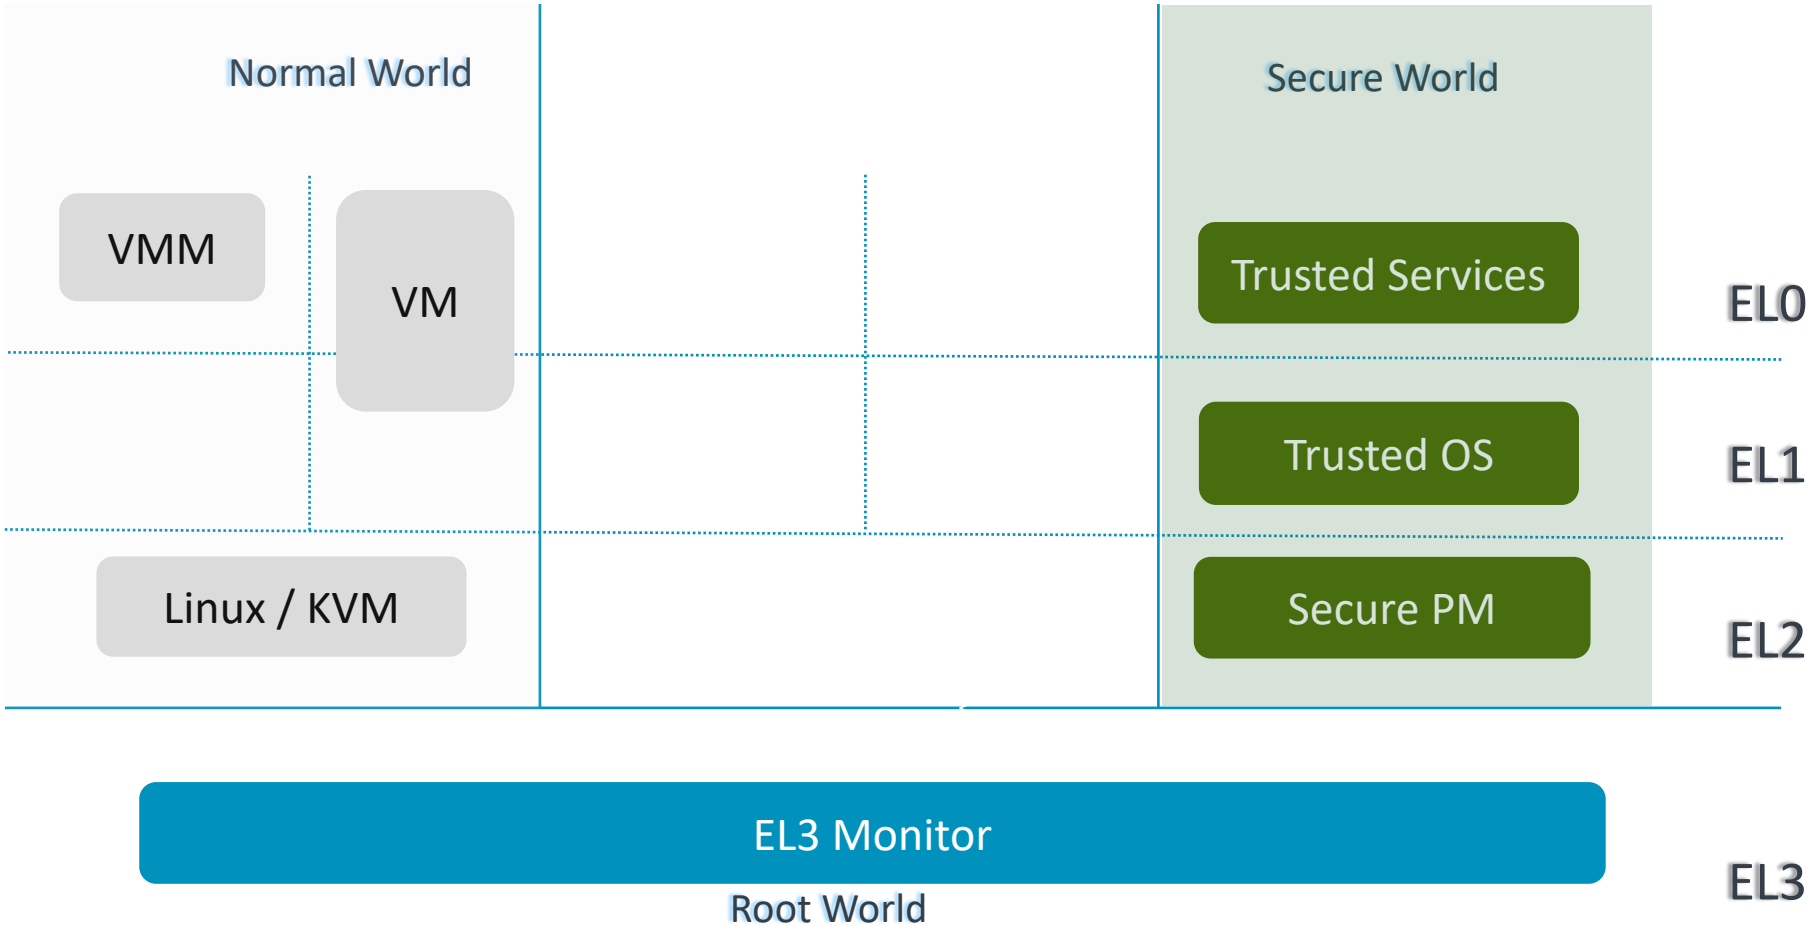 Normal World
Secure World
VMM
VM
Trusted Services
EL0
Trusted OS
EL1
Linux / KVM
Secure PM
EL2
EL3 Monitor
EL3
Root World